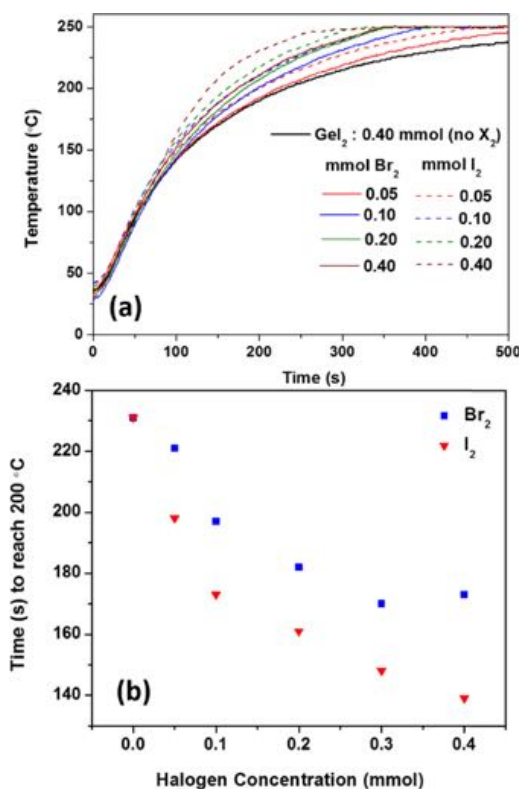 250
200
150
100
50
0
Temperature (°C)
GeI₂ : 0.40 mmol (no X₂)
mmol Br₂ mmol I₂
0.05 0.05
0.10 0.10
0.20 0.20
0.40 0.40
(a)
0 100 200 300 400 500
Time (s)
240
220
200
180
160
140
Time (s) to reach 200 °C
Br₂
I₂
(b)
0.0 0.1 0.2 0.3 0.4
Halogen Concentration (mmol)